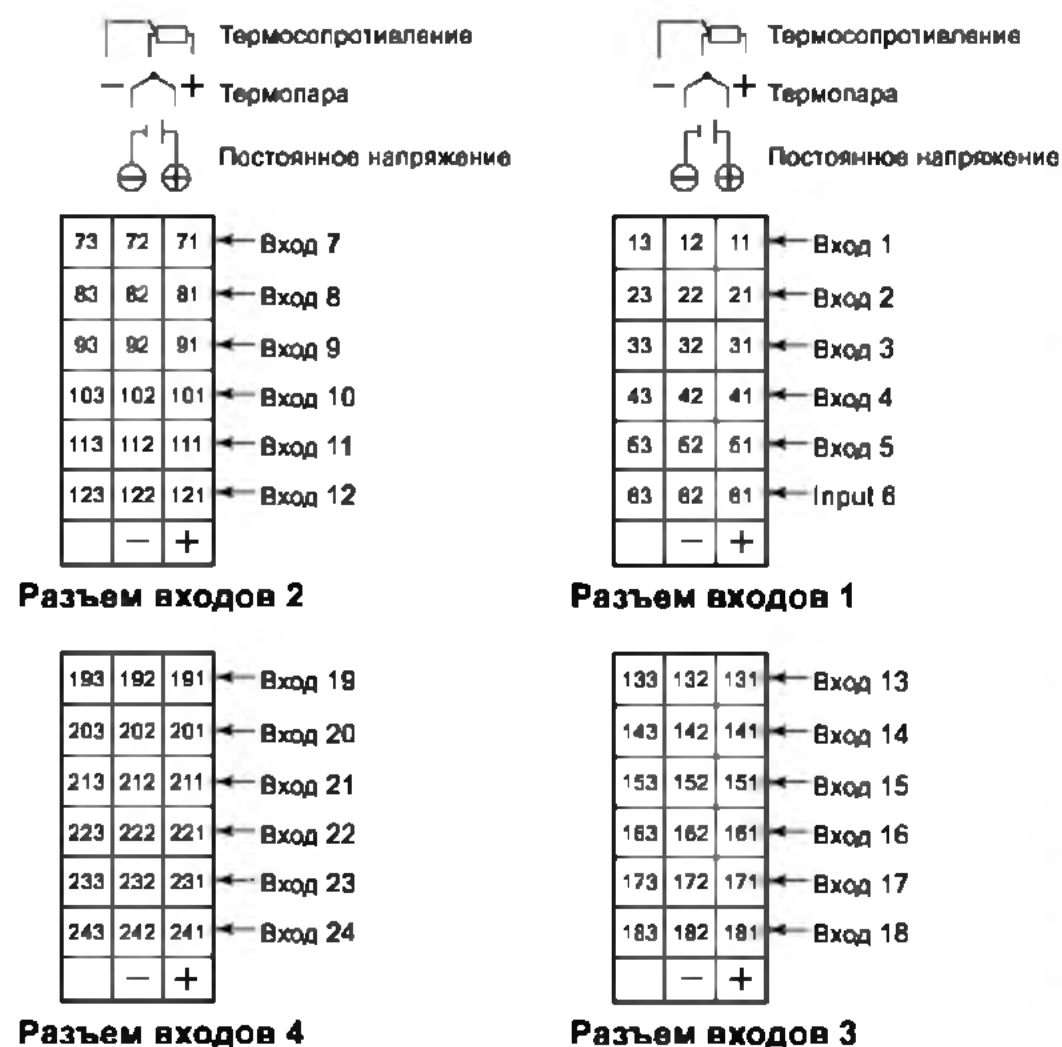 Термосопротивление
Термопара
Постоянное напряжение
73 72 71 Вход 7
83 82 81 Вход 8
93 92 91 Вход 9
103 102 101 Вход 10
113 112 111 Вход 11
123 122 121 Вход 12
− +
Разъем входов 2
Термосопротивление
Термопара
Постоянное напряжение
13 12 11 Вход 1
23 22 21 Вход 2
33 32 31 Вход 3
43 42 41 Вход 4
53 52 51 Вход 5
63 62 61 Input 6
− +
Разъем входов 1
193 192 191 Вход 19
203 202 201 Вход 20
213 212 211 Вход 21
223 222 221 Вход 22
233 232 231 Вход 23
243 242 241 Вход 24
− +
Разъем входов 4
133 132 131 Вход 13
143 142 141 Вход 14
153 152 151 Вход 15
163 162 161 Вход 16
173 172 171 Вход 17
183 182 181 Вход 18
− +
Разъем входов 3